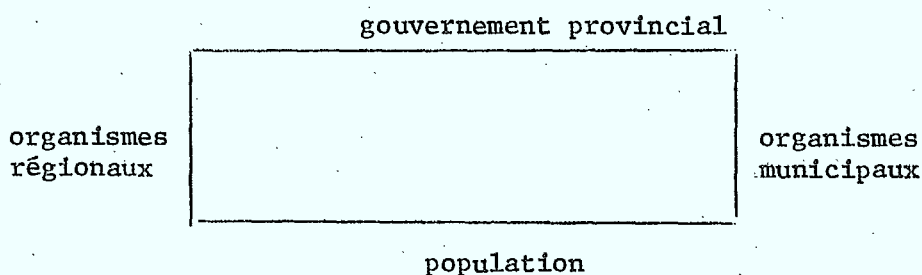 gouvernement provincial
organismes
régionaux
organismes
municipaux
population